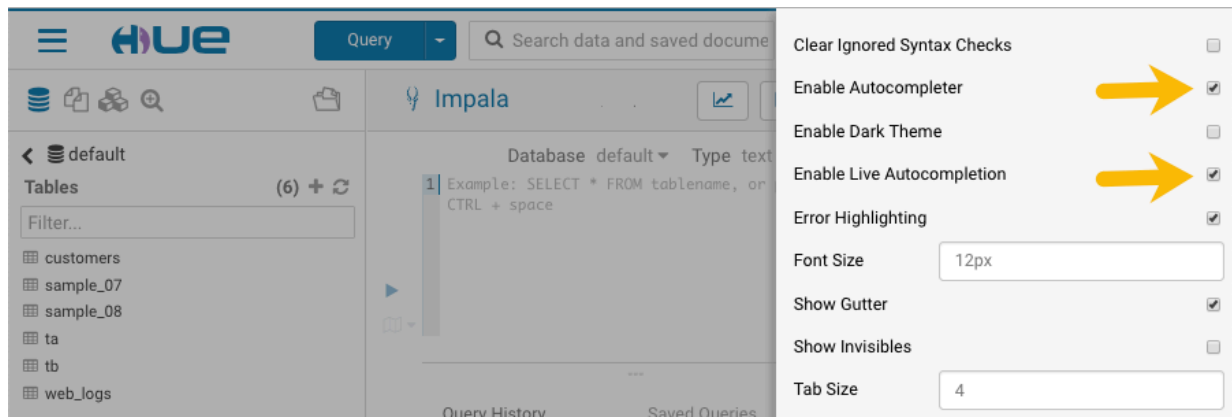 HUE
Query
Search data and saved docume
Impala
default
Database default Type text
Tables (6)
1 Example: SELECT * FROM tablename, or
CTRL + space
Filter...
customers
sample_07
sample_08
ta
tb
web_logs
Query History Saved Queries
Clear Ignored Syntax Checks
Enable Autocompleter
Enable Dark Theme
Enable Live Autocompletion
Error Highlighting
Font Size 12px
Show Gutter
Show Invisibles
Tab Size 4